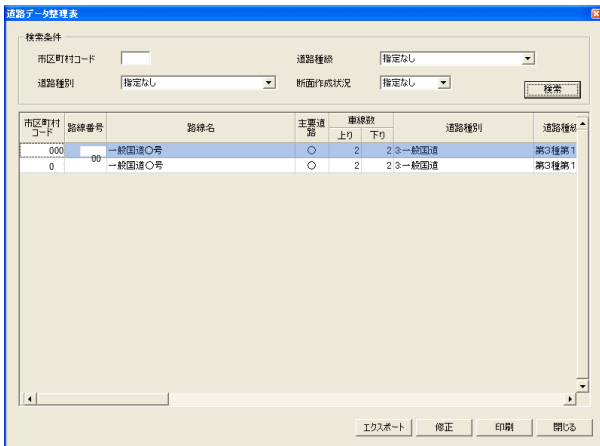 道路データ整理表
検索条件
市区町村コード
道路種級 指定なし
道路種別 指定なし
断面作成状況 指定なし
検索
市区町村コード 路線番号 路線名 主要道路 車線数 上り 下り 道路種別 道路種級
000 00 一般国道〇号 〇 2 2 3:一般国道 第3種第1
0 一般国道〇号 〇 2 2 3:一般国道 第3種第1
エクスポート 修正 印刷 閉じる